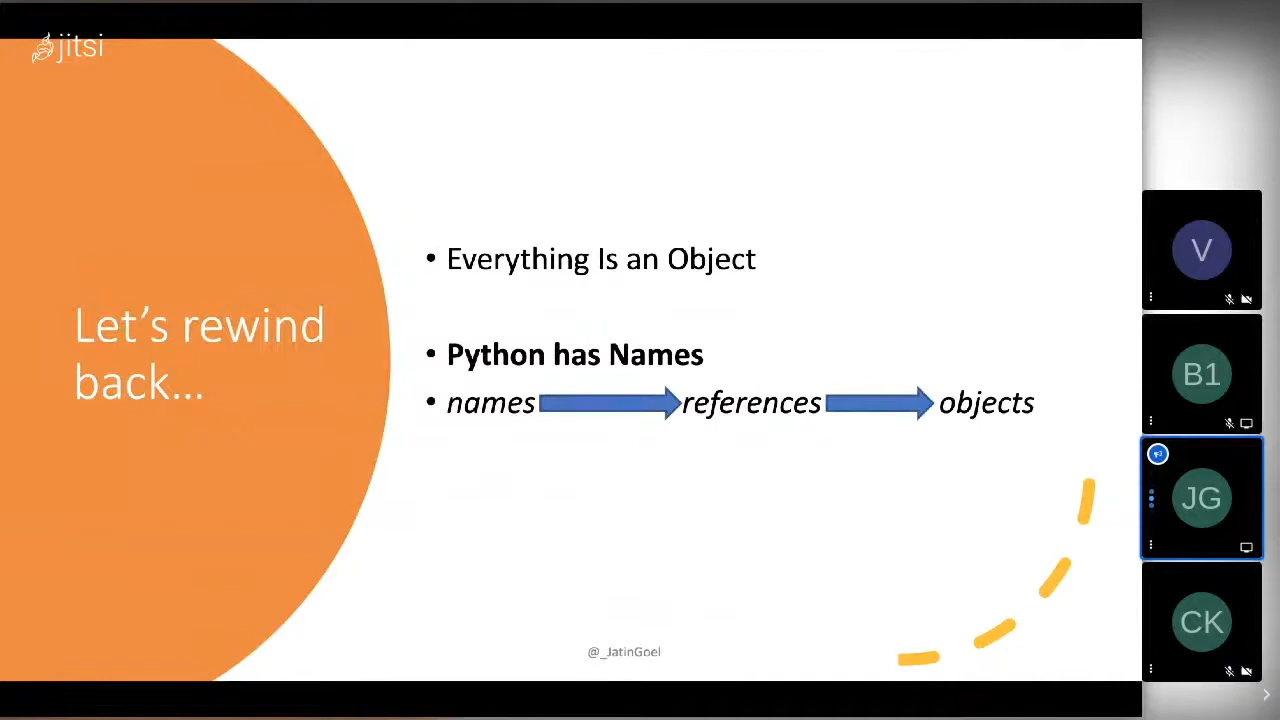 jitsi
Let’s rewind
back...
• Everything Is an Object
• Python has Names
• names references objects
@_JatinGoel
V
B1
JG
CK